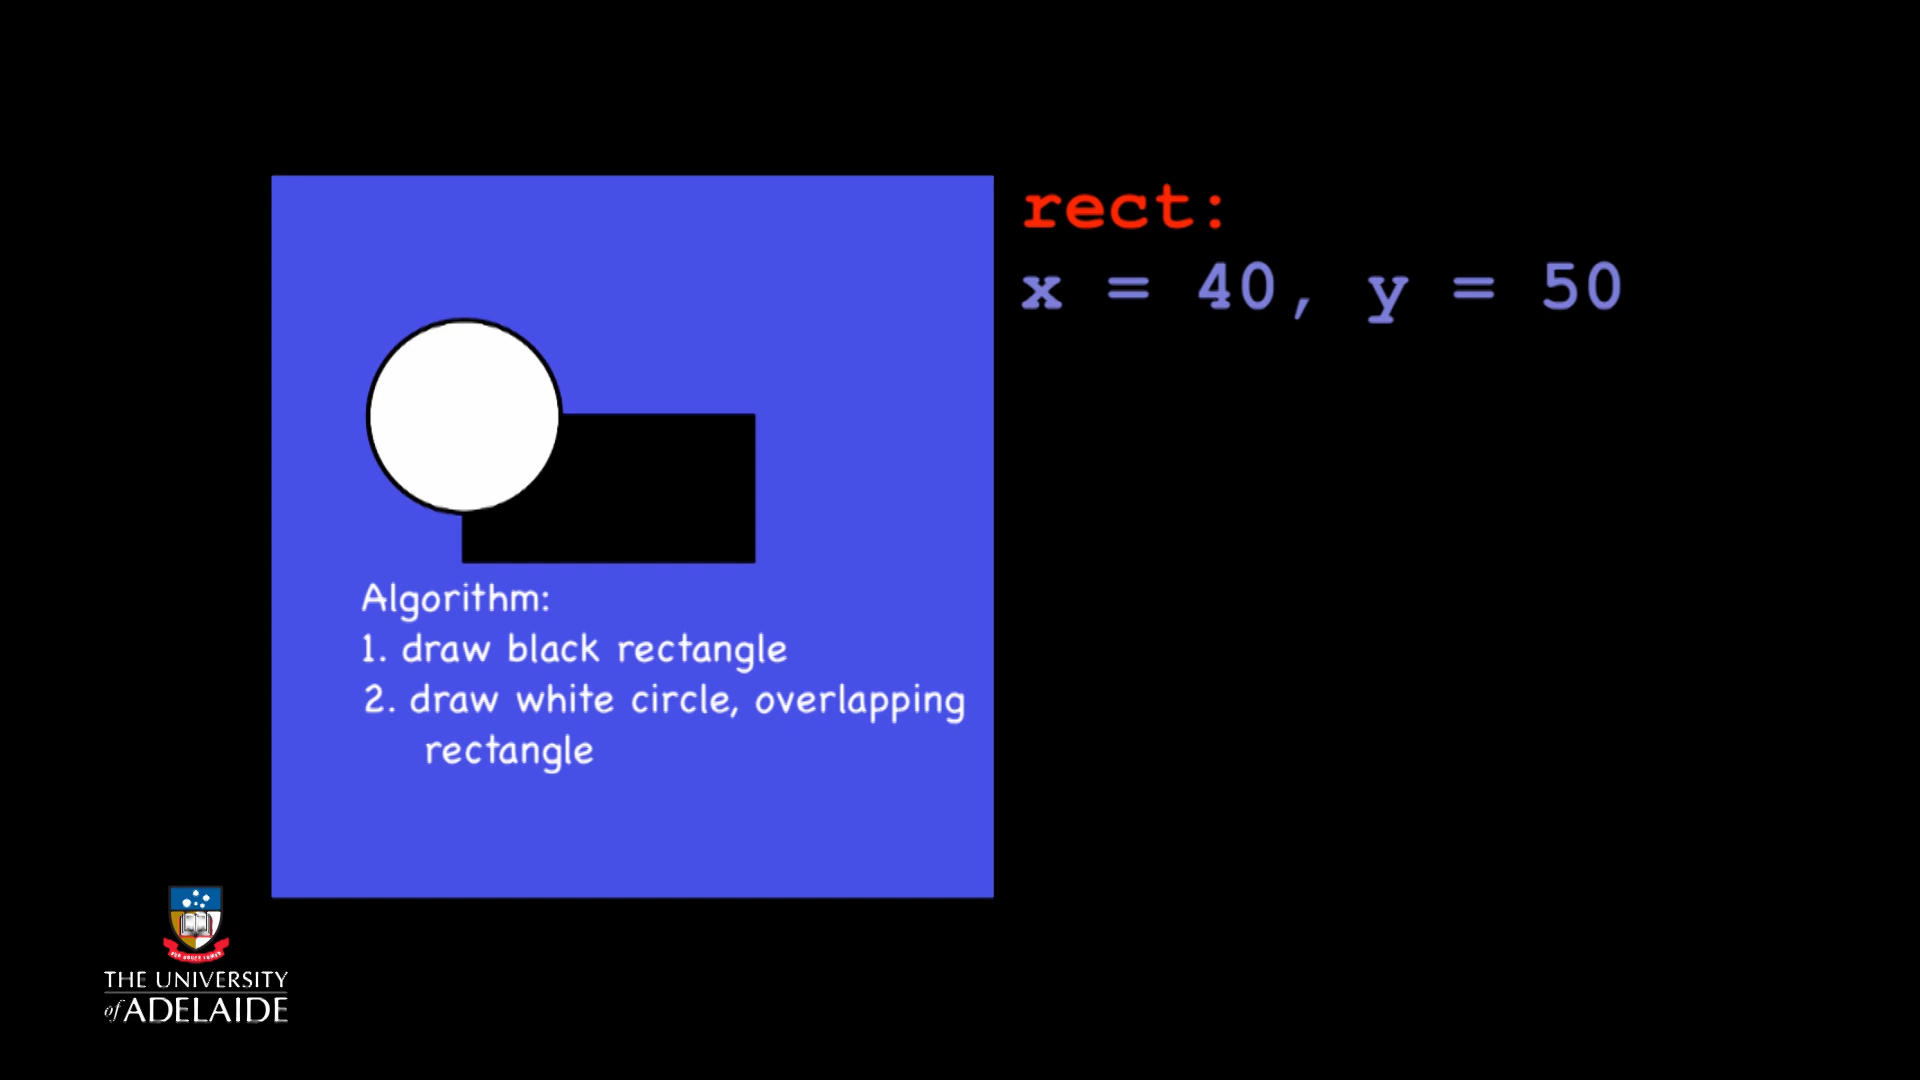 rect:
x = 40, y = 50
Algorithm:
1. draw black rectangle
2. draw white circle, overlapping
rectangle
THE UNIVERSITY
of ADELAIDE